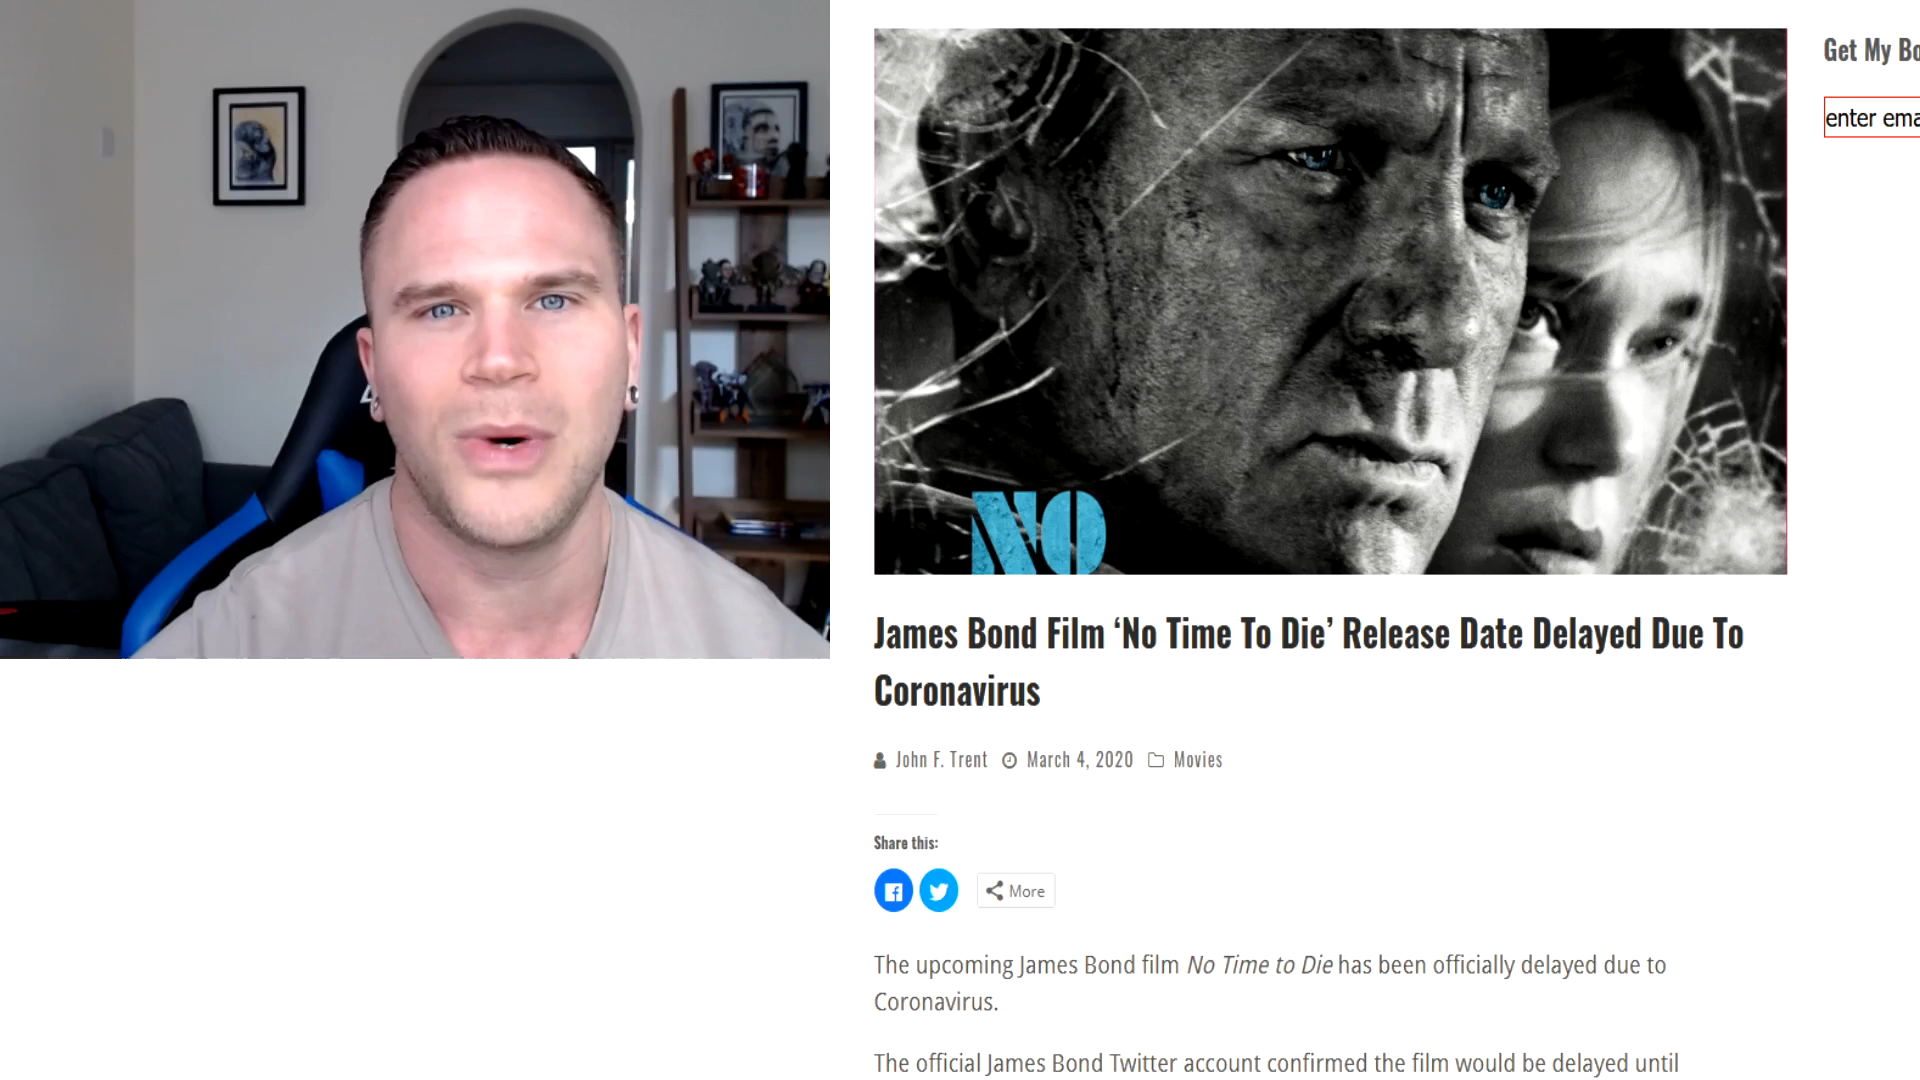 Get My Bo
enter ema
NO
James Bond Film ‘No Time To Die’ Release Date Delayed Due To
Coronavirus
John F. Trent March 4, 2020 Movies
Share this:
More
The upcoming James Bond film No Time to Die has been officially delayed due to
Coronavirus.
The official James Bond Twitter account confirmed the film would be delayed until